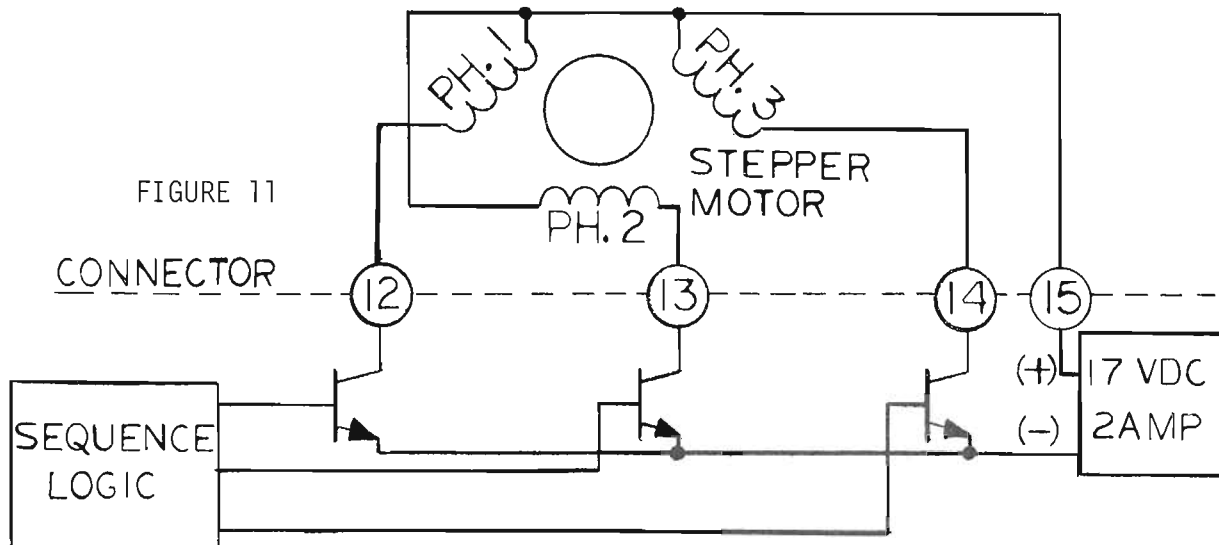 PH. 1
PH. 3
STEPPER
MOTOR
FIGURE 11
PH. 2
CONNECTOR
12
13
14
15
(+)
17 VDC
(-)
2AMP
SEQUENCE
LOGIC